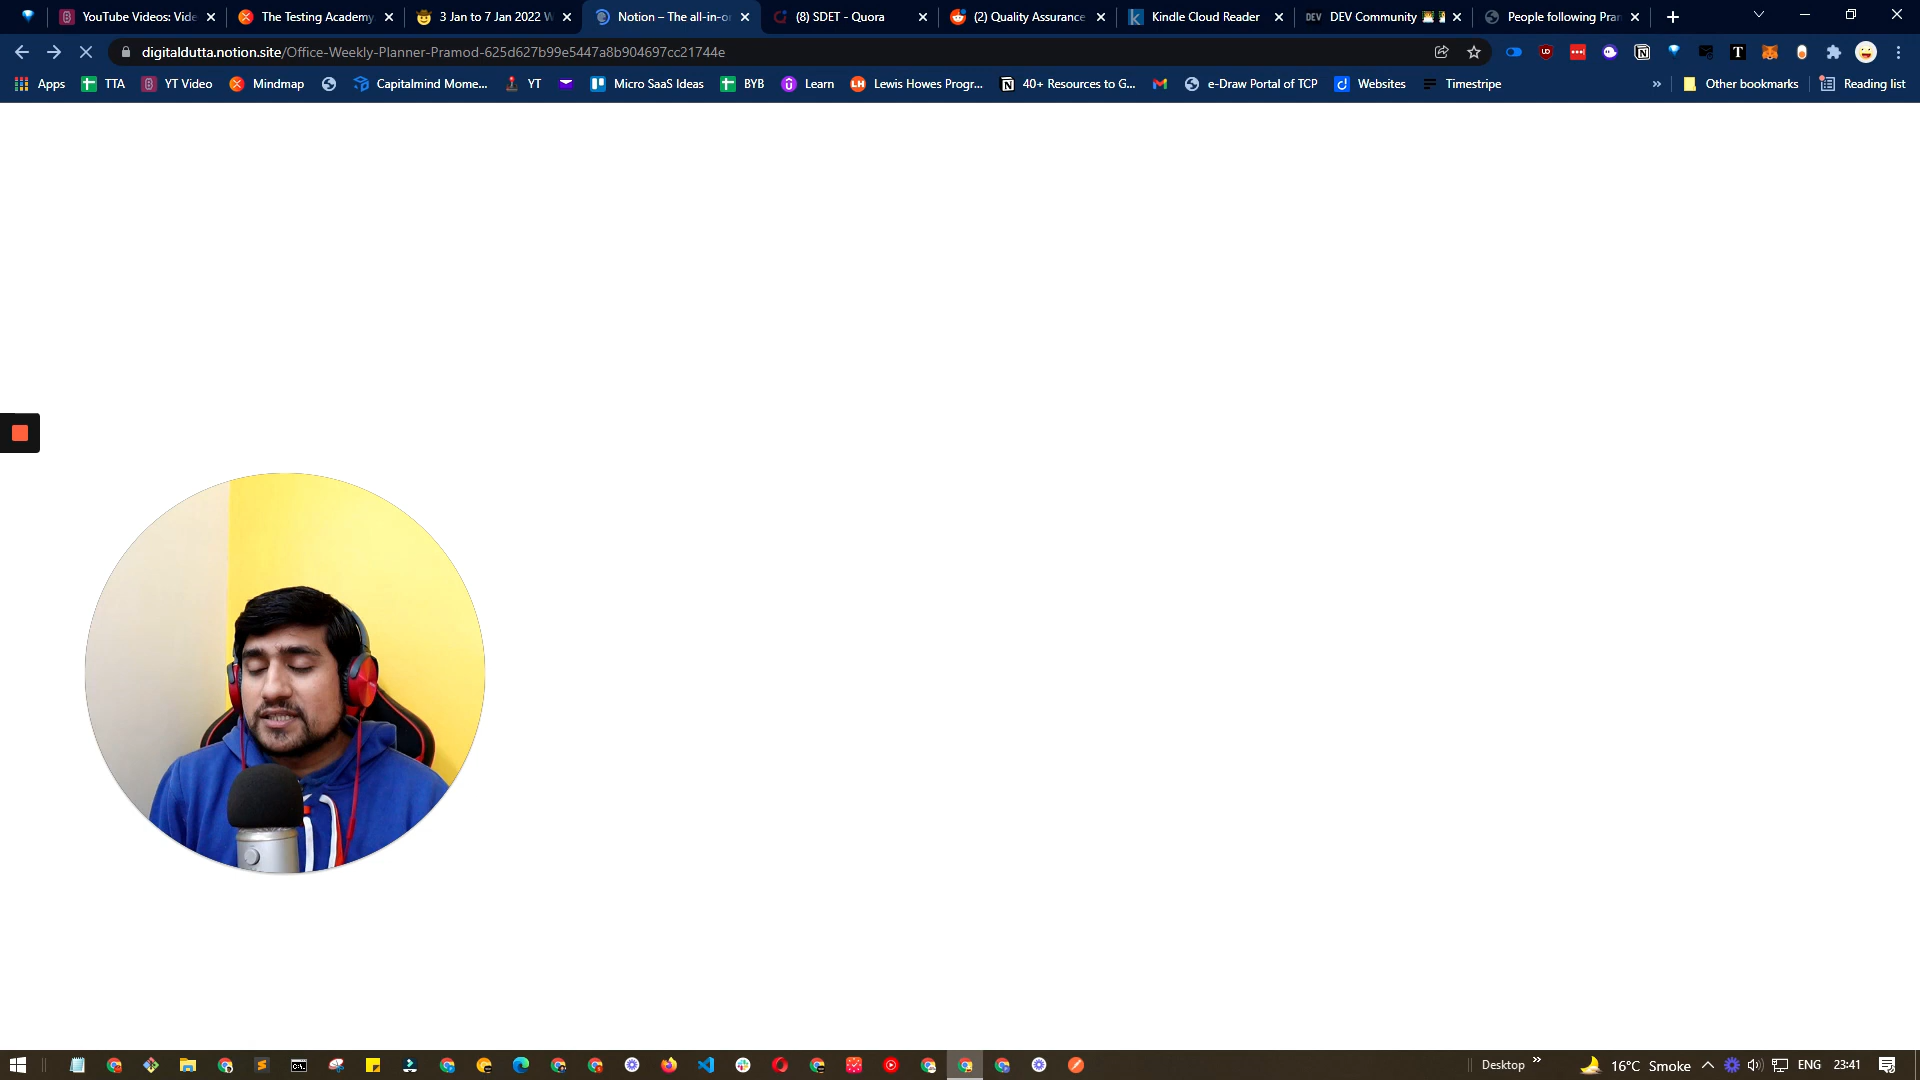 YouTube Videos: Vide
The Testing Academy
3 Jan to 7 Jan 2022 W
Notion – The all-in-o
(8) SDET - Quora
(2) Quality Assurance
Kindle Cloud Reader
DEV DEV Community
People following Pra
digitaldutta.notion.site/Office-Weekly-Planner-Pramod-625d627b99e5447a8b904697cc21744e
Apps TTA YT Video Mindmap Capitalmind Mome... YT Micro SaaS Ideas BYB Learn Lewis Howes Progr... 40+ Resources to G... e-Draw Portal of TCP Websites Timestripe » Other bookmarks Reading list
Desktop » 16°C Smoke ENG 23:41